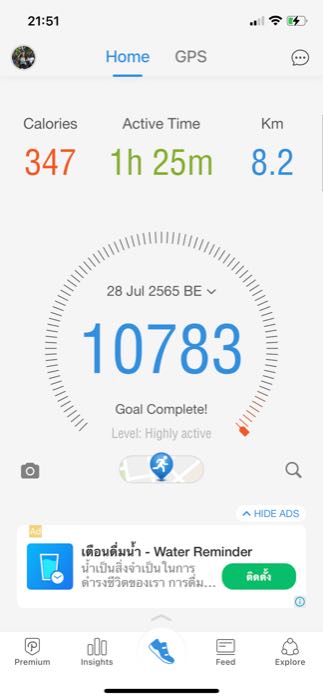 21:51
Home GPS
Calories Active Time Km
347 1h 25m 8.2
28 Jul 2565 BE
10783
Goal Complete!
Level: Highly active
HIDE ADS
Ad
เตือนดื่มน้ำ - Water Reminder
น้ำเป็นสิ่งจำเป็นในการ
ดำรงชีวิตของเรา การดื่ม...
ติดตั้ง
Premium Insights Feed Explore